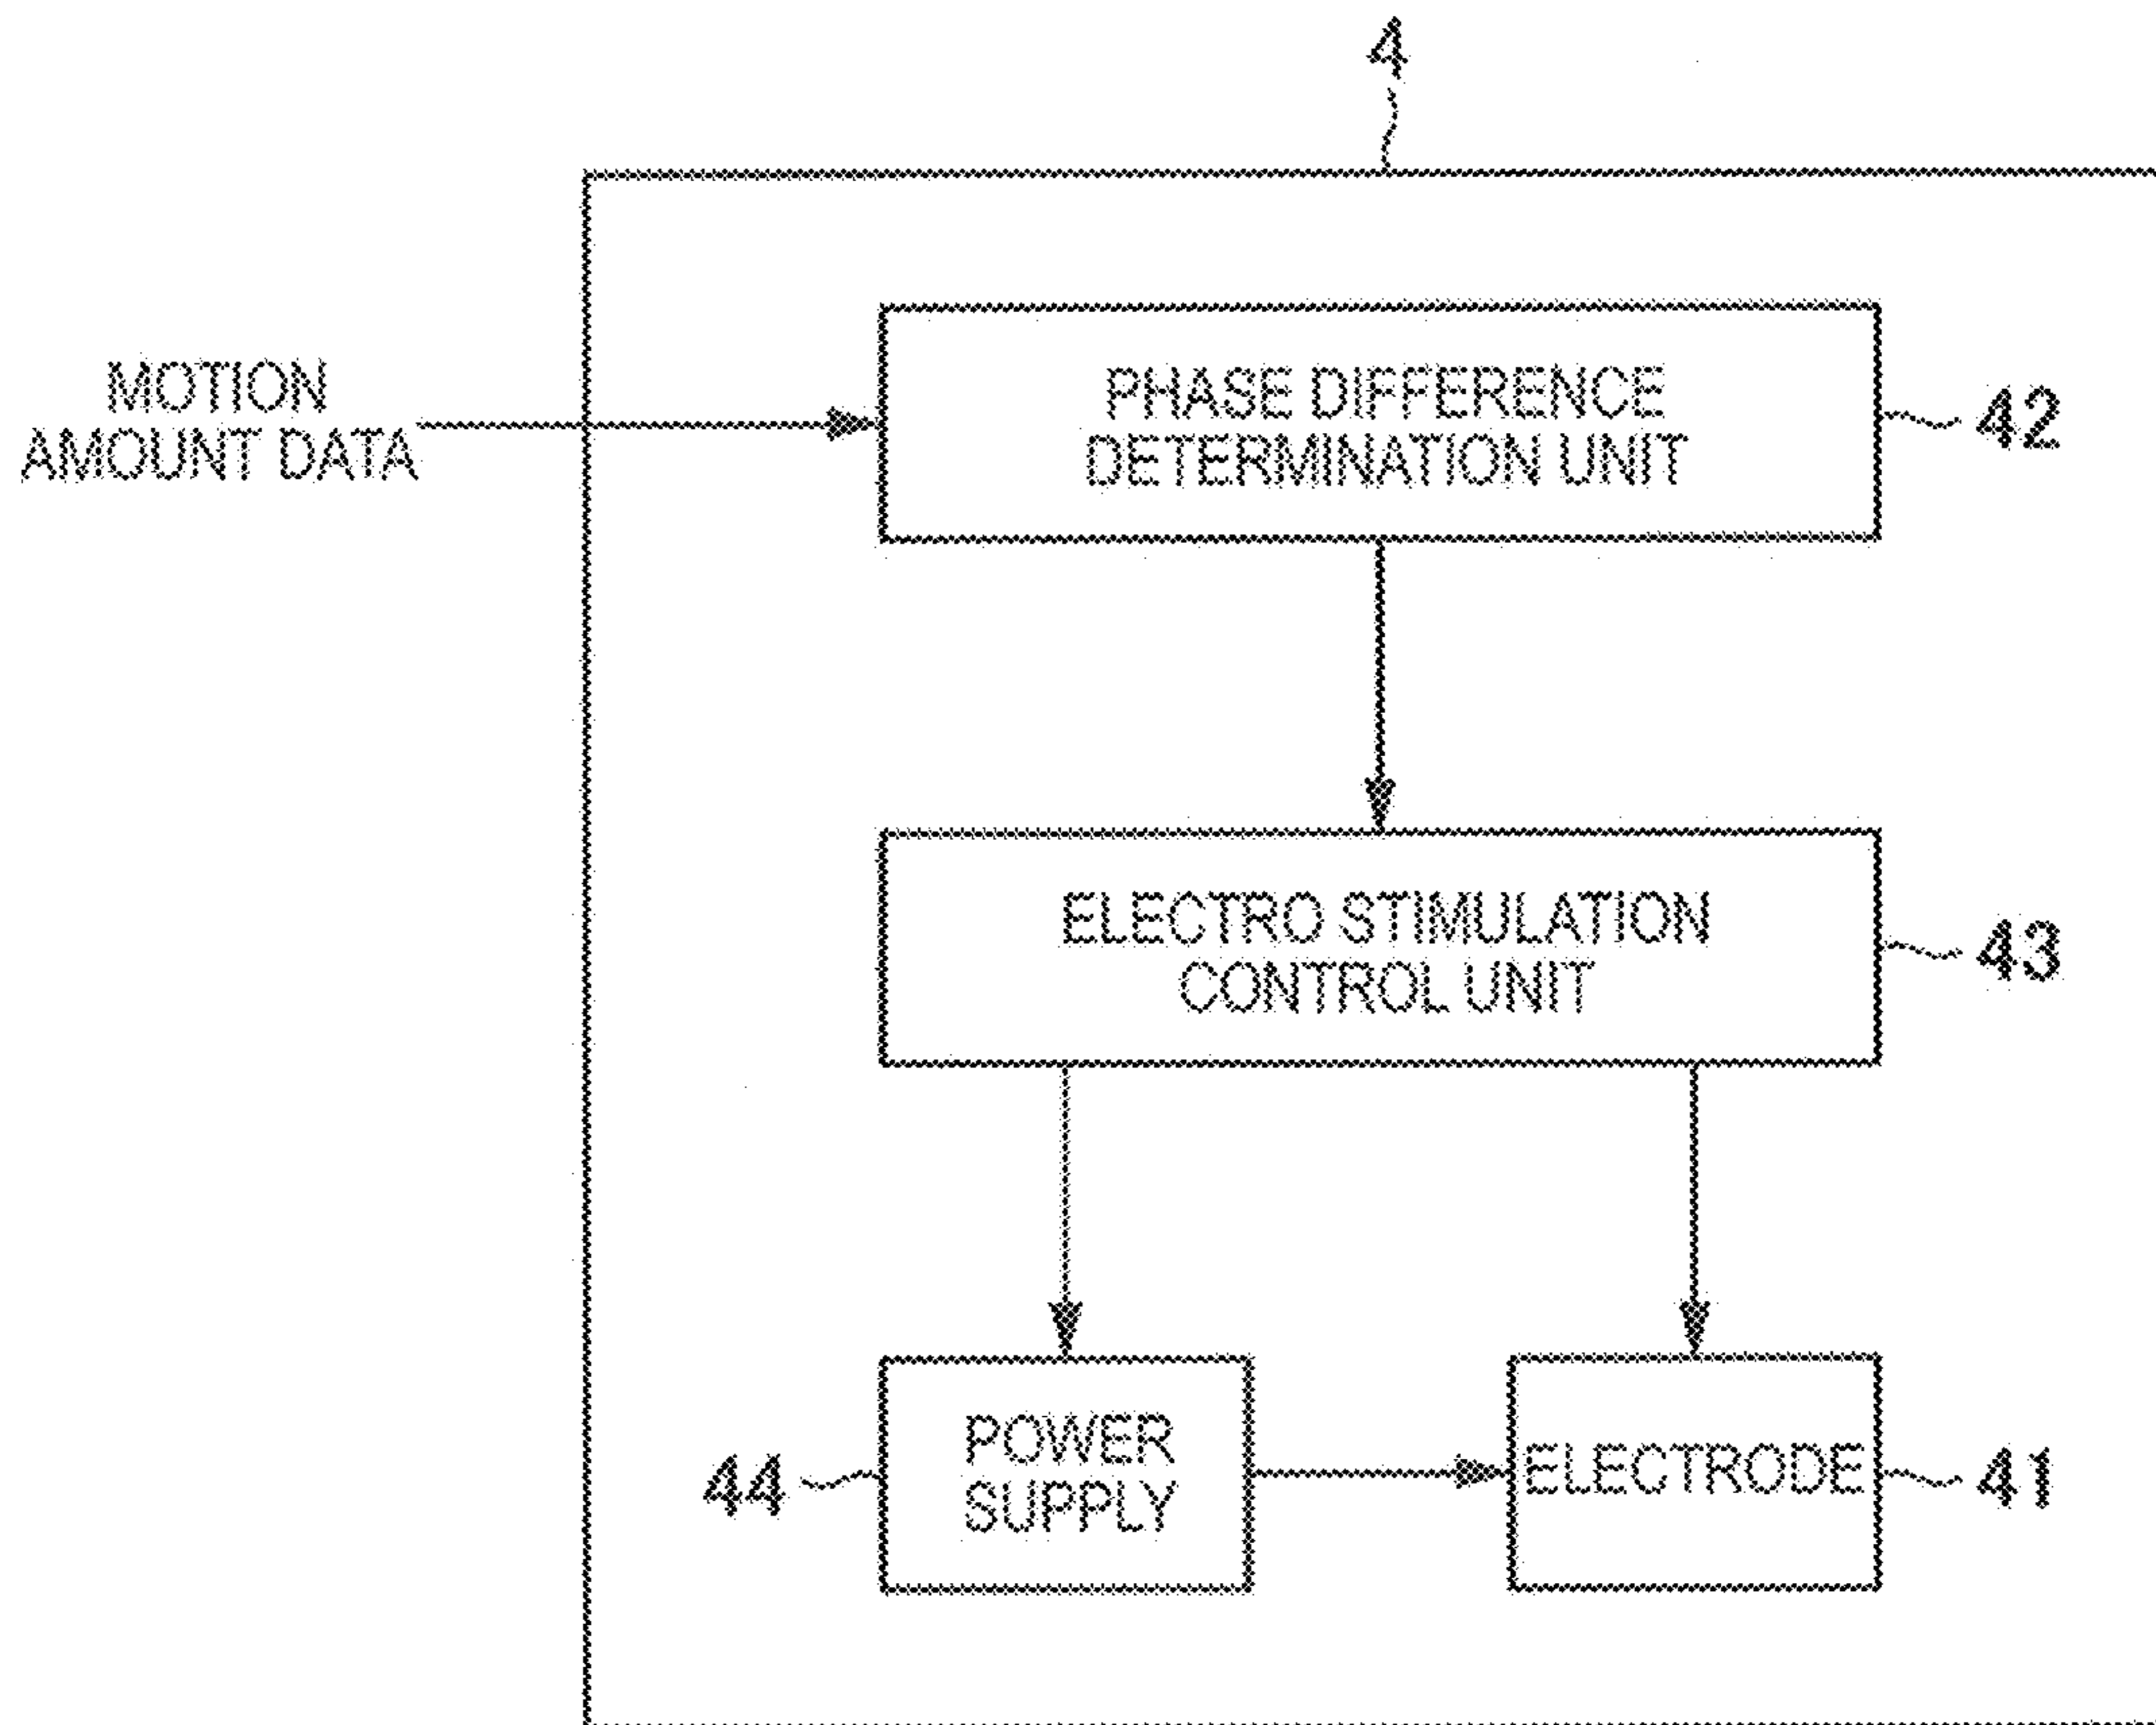 4
MOTION
AMOUNT DATA
PHASE DIFFERENCE
DETERMINATION UNIT
42
ELECTRO STIMULATION
CONTROL UNIT
43
44
POWER
SUPPLY
ELECTRODE
41